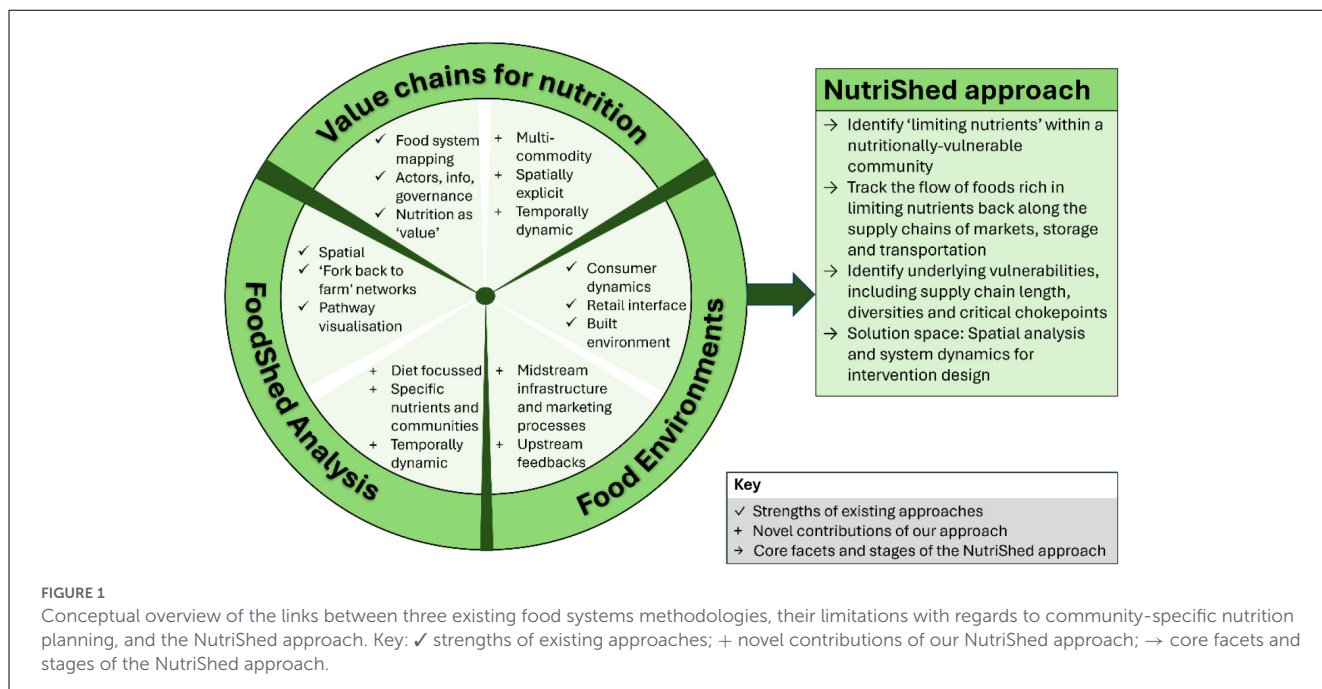 Value chains for nutrition
✓ Food system
mapping
✓ Actors, info,
governance
✓ Nutrition as
‘value’
+ Multi-
commodity
+ Spatially
explicit
+ Temporally
dynamic
FoodShed Analysis
✓ Spatial
✓ ‘Fork back to
farm’ networks
✓ Pathway
visualisation
+ Diet focussed
+ Specific
nutrients and
communities
+ Temporally
dynamic
Food Environments
✓ Consumer
dynamics
✓ Retail interface
✓ Built
environment
+ Midstream
infrastructure
and marketing
processes
+ Upstream
feedbacks
NutriShed approach
→ Identify ‘limiting nutrients’ within a
nutritionally-vulnerable
community
→ Track the flow of foods rich in
limiting nutrients back along the
supply chains of markets, storage
and transportation
→ Identify underlying vulnerabilities,
including supply chain length,
diversities and critical chokepoints
→ Solution space: Spatial analysis
and system dynamics for
intervention design
Key
✓ Strengths of existing approaches
+ Novel contributions of our approach
→ Core facets and stages of the NutriShed approach
FIGURE 1
Conceptual overview of the links between three existing food systems methodologies, their limitations with regards to community-specific nutrition
planning, and the NutriShed approach. Key: ✓ strengths of existing approaches; + novel contributions of our NutriShed approach; → core facets and
stages of the NutriShed approach.